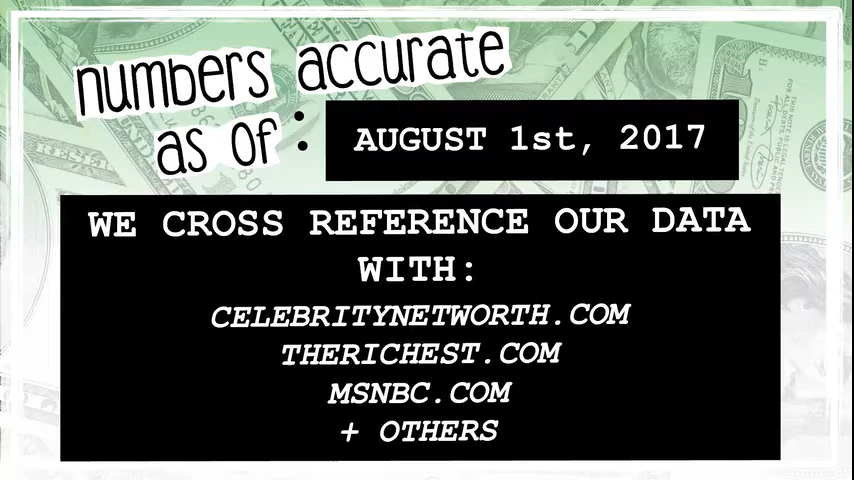 numbers accurate
as of: AUGUST 1st, 2017
WE CROSS REFERENCE OUR DATA
WITH:
CELEBRITYNETWORTH.COM
THERICHEST.COM
MSNBC.COM
+ OTHERS